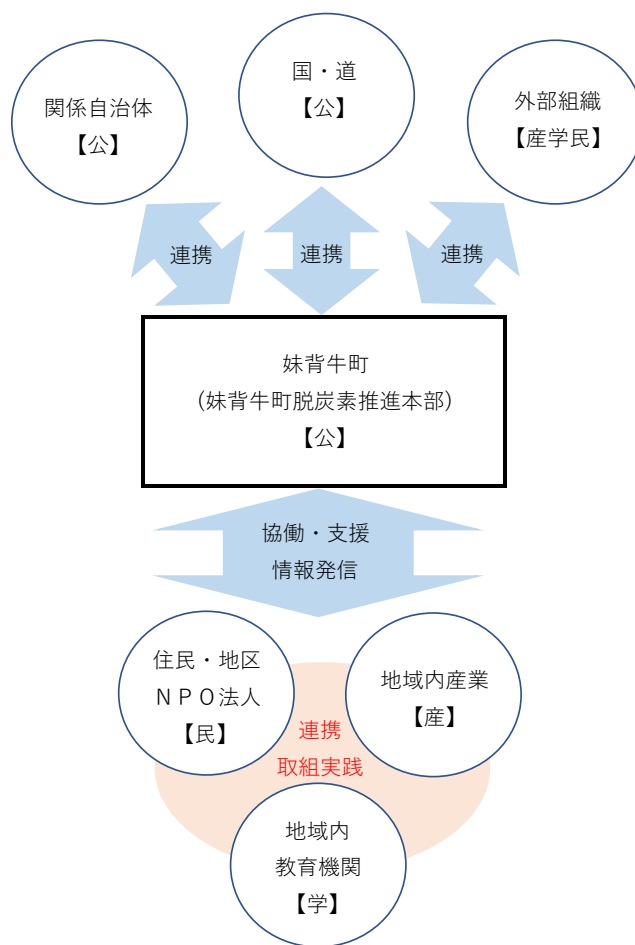 国・道
【公】
関係自治体
【公】
外部組織
【産学民】
連携
連携
連携
妹背牛町
（妹背牛町脱炭素推進本部）
【公】
協働・支援
情報発信
住民・地区
ＮＰＯ法人
【民】
地域内産業
【産】
連携
取組実践
地域内
教育機関
【学】